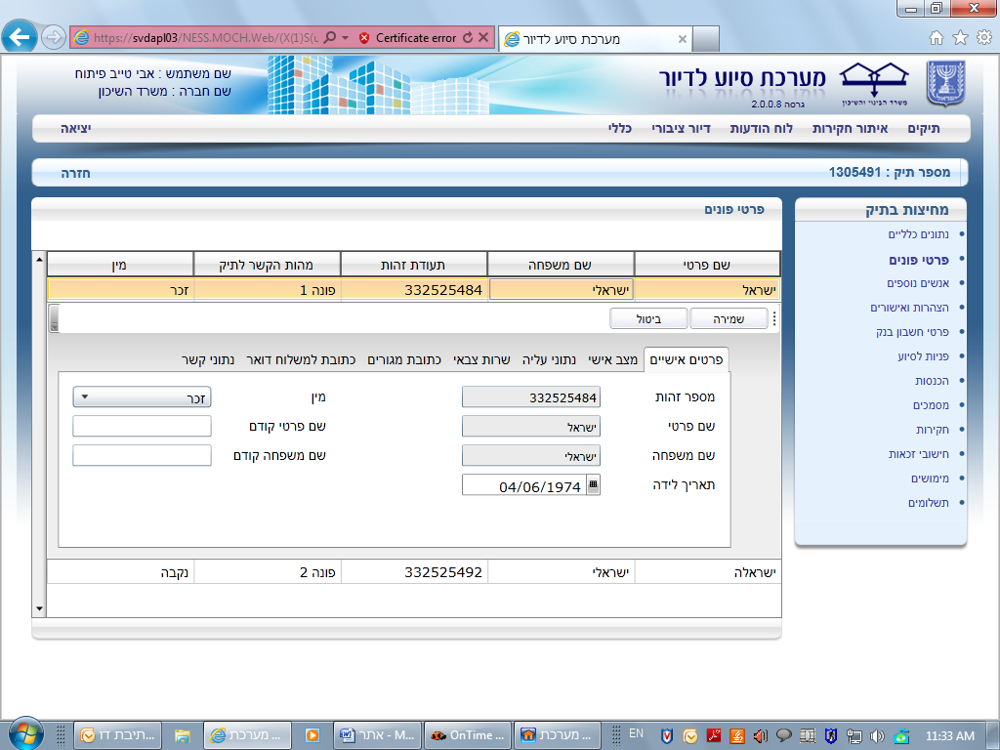 https://svdapl03/NESS.MOCH.Web/(X(1)S(u
Certificate error
מערכת סיוע לדיור
שם משתמש : אבי טייב פיתוח
שם חברה : משרד השיכון
מערכת סיוע לדיור
גרסה 2.0.0.8
משרד הבינוי והשיכון
תיקים
איתור חקירות
לוח הודעות
דיור ציבורי
כללי
יציאה
מספר תיק : 1305491
חזרה
מחיצות בתיק
נתונים כלליים
פרטי פונים
אנשים נוספים
הצהרות ואישורים
פרטי חשבון בנק
פניות לסיוע
הכנסות
מסמכים
חקירות
חישובי זכאות
מימושים
תשלומים
פרטי פונים
שם פרטי
שם משפחה
תעודת זהות
מהות הקשר לתיק
מין
ישראל
ישראלי
332525484
פונה 1
זכר
שמירה
ביטול
פרטים אישיים
מצב אישי
נתוני עליה
שרות צבאי
כתובת מגורים
כתובת למשלוח דואר
נתוני קשר
מספר זהות
332525484
מין
זכר
שם פרטי
ישראל
שם פרטי קודם
שם משפחה
ישראלי
שם משפחה קודם
תאריך לידה
04/06/1974
ישראלה
ישראלי
332525492
פונה 2
נקבה
תיבת דו...
מערכת ...
אתר - M...
OnTime ...
מערכת ...
EN
11:33 AM